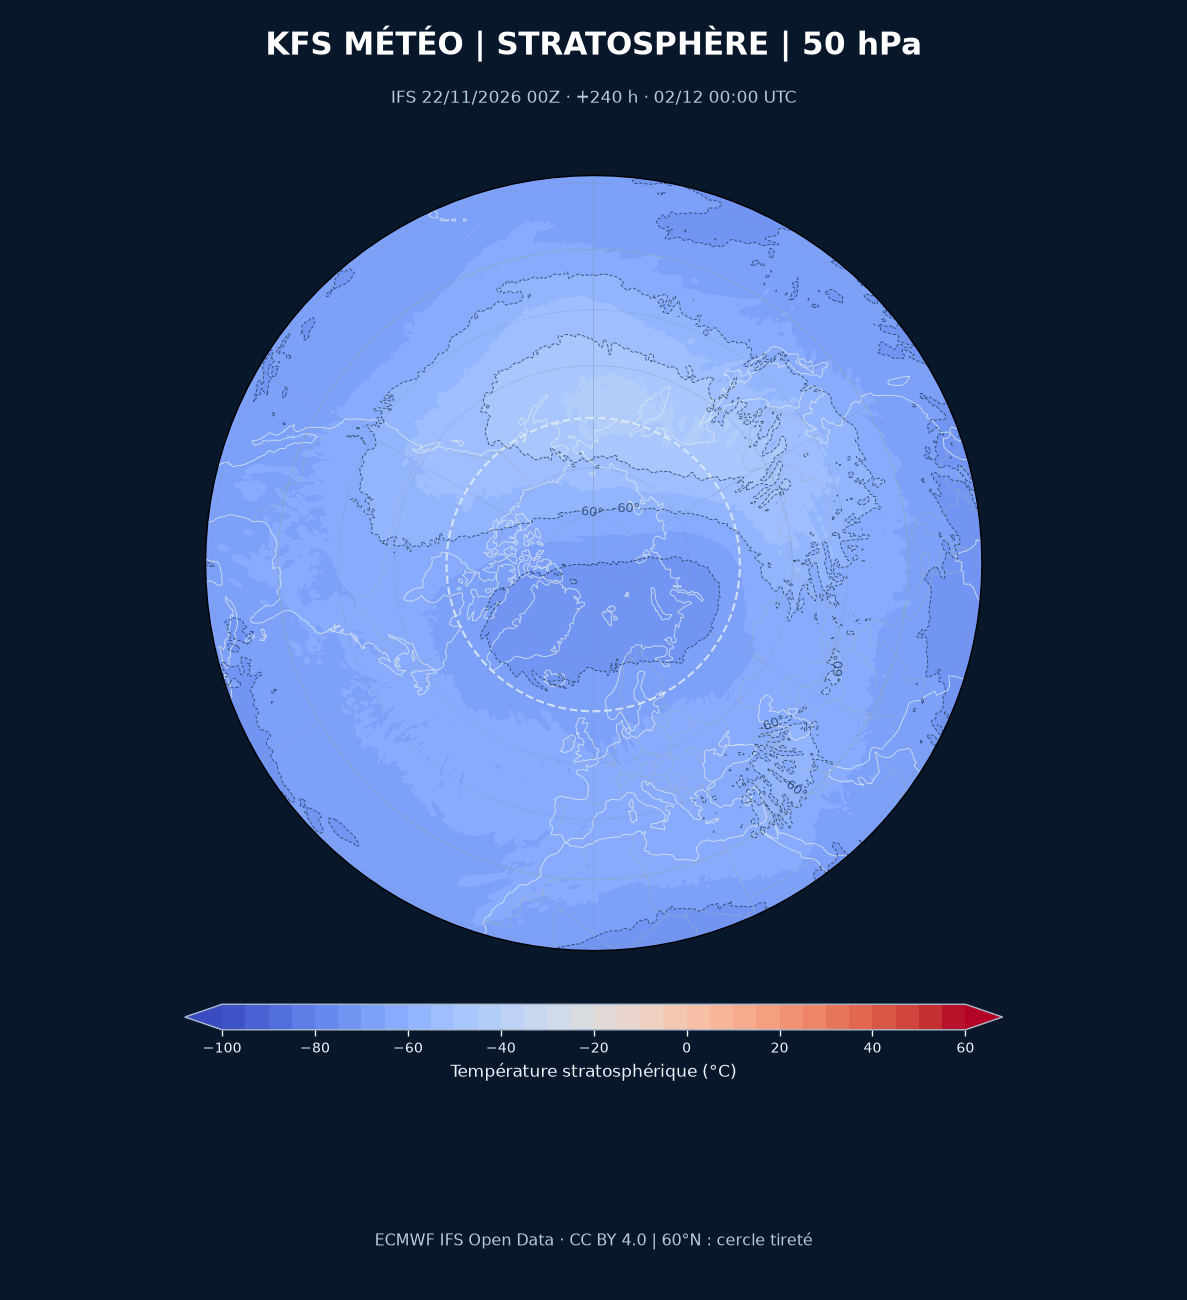 KFS MÉTÉO | STRATOSPHÈRE | 50 hPa
IFS 22/11/2026 00Z · +240 h · 02/12 00:00 UTC
-60° -60°
-60°
-60°
-60°
−100 −80 −60 −40 −20 0 20 40 60
Température stratosphérique (°C)
ECMWF IFS Open Data · CC BY 4.0 | 60°N : cercle tireté